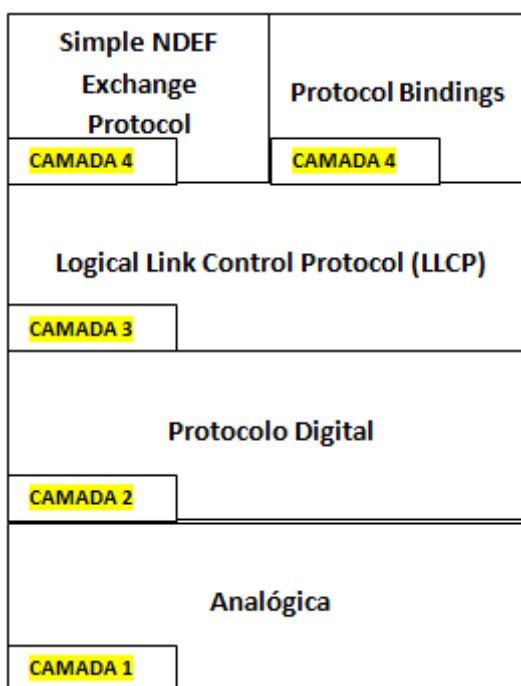 Simple NDEF
Exchange
Protocol
CAMADA 4
Protocol Bindings
CAMADA 4
Logical Link Control Protocol (LLCP)
CAMADA 3
Protocolo Digital
CAMADA 2
Analógica
CAMADA 1